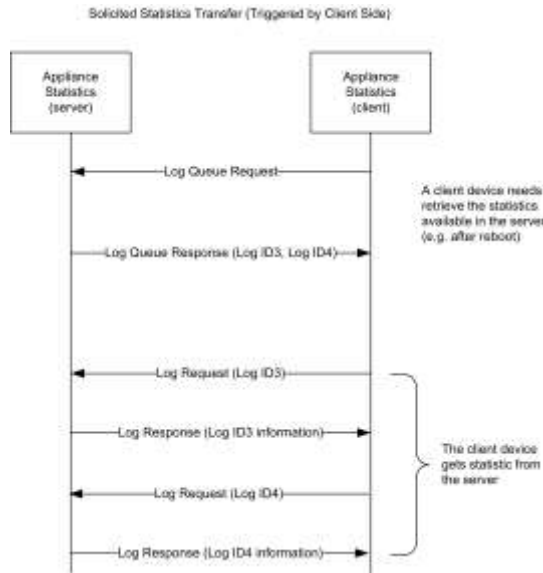 Solicited Statistics Transfer (Triggered by Client Side)
Appliance
Statistics
(server)
Appliance
Statistics
(client)
Log Queue Request
A client device needs
retrieve the statistics
available in the server
(e.g. after reboot)
Log Queue Response (Log ID3, Log ID4)
Log Request (Log ID3)
Log Response (Log ID3 information)
The client device
gets statistic from
the server
Log Request (Log ID4)
Log Response (Log ID4 information)